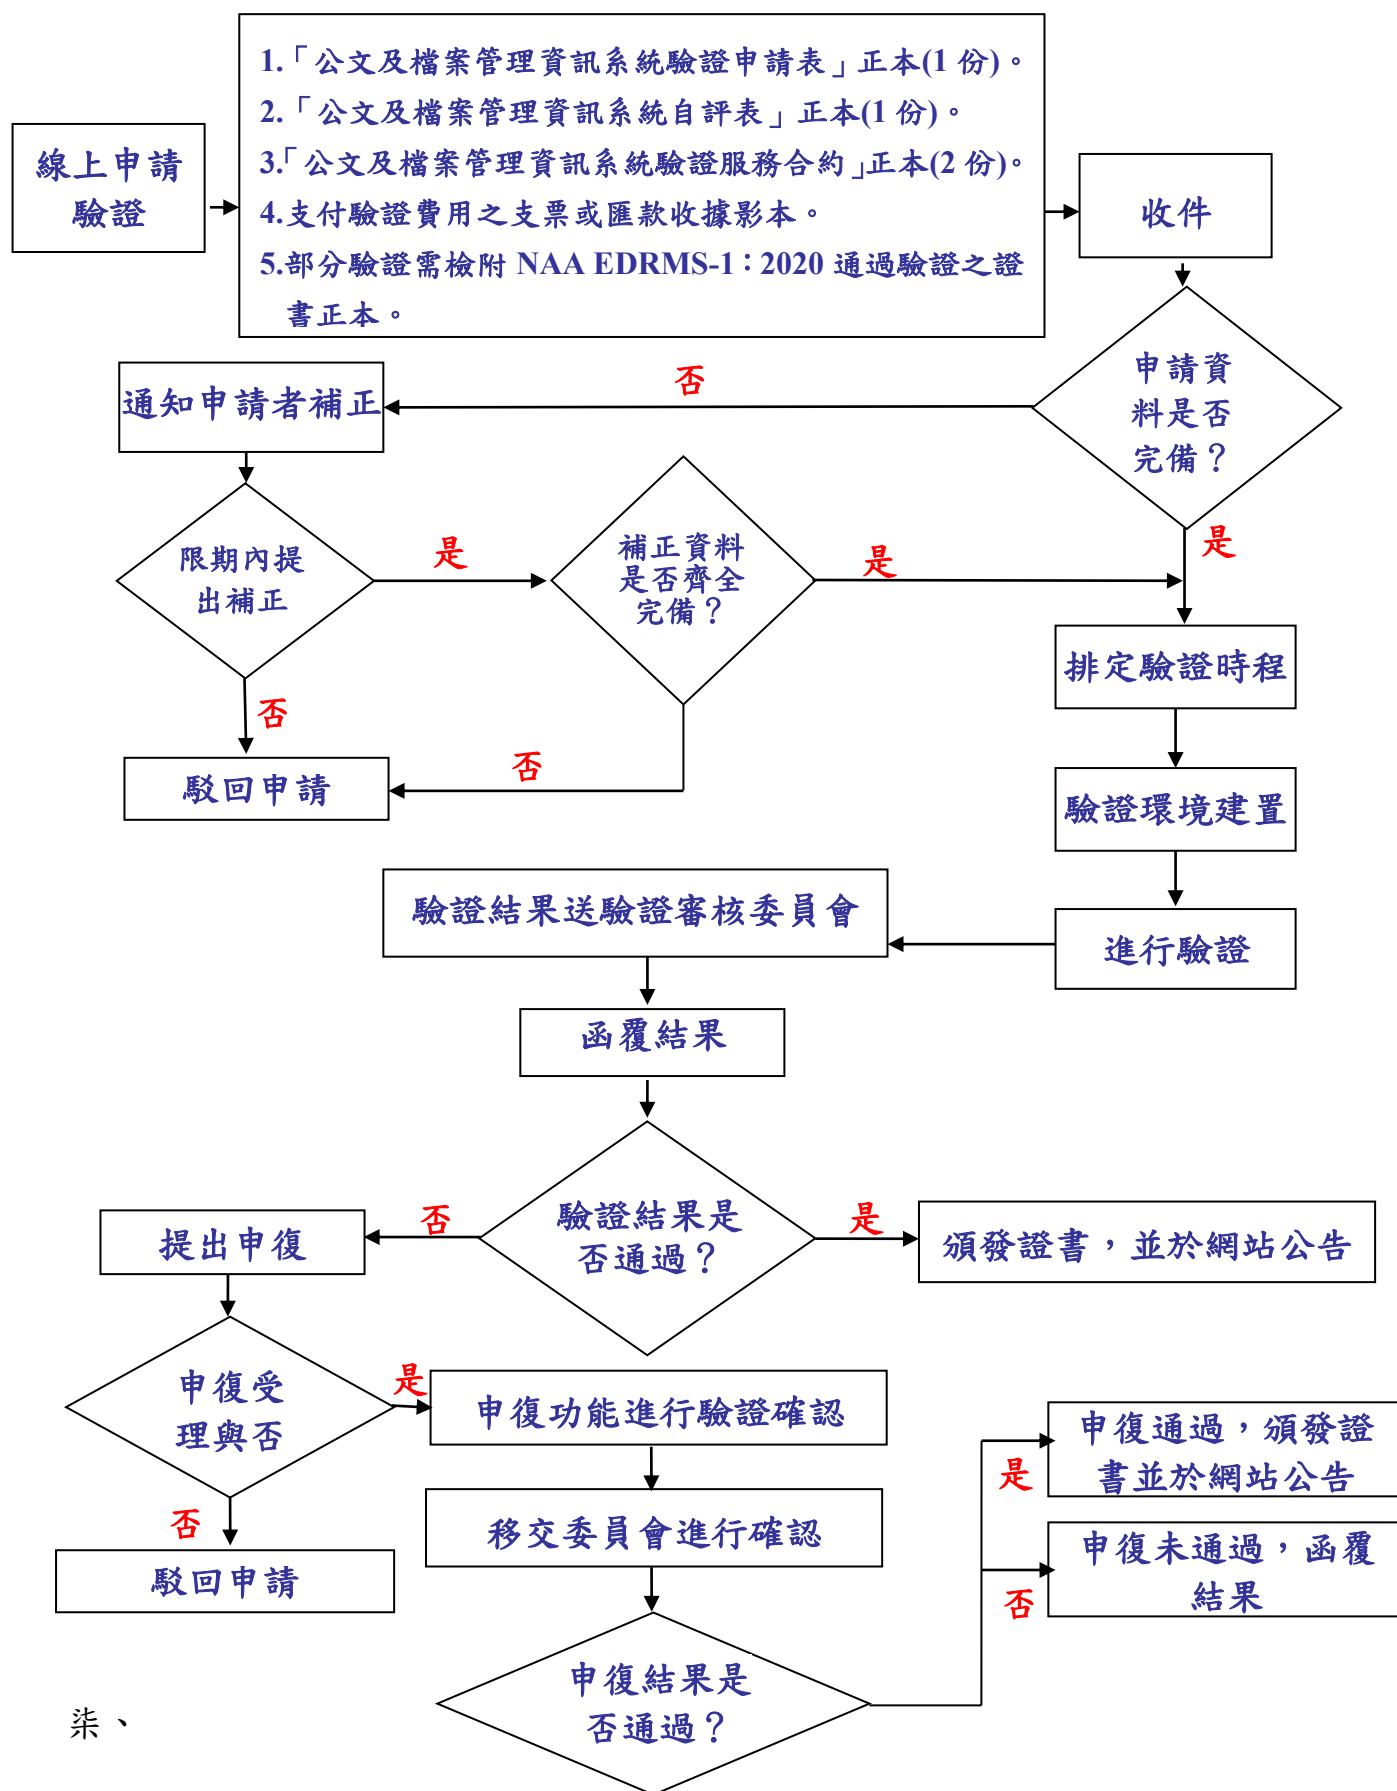 線上申請
驗證
1.「公文及檔案管理資訊系統驗證申請表」正本(1 份)。
2.「公文及檔案管理資訊系統自評表」正本(1 份)。
3.「公文及檔案管理資訊系統驗證服務合約」正本(2 份)。
4.支付驗證費用之支票或匯款收據影本。
5.部分驗證需檢附 NAA EDRMS-1：2020 通過驗證之證
書正本。
收件
申請資
料是否
完備？
否
通知申請者補正
限期內提
出補正
是
補正資料
是否齊全
完備？
是
是
否
駁回申請
否
排定驗證時程
驗證環境建置
進行驗證
驗證結果送驗證審核委員會
函覆結果
驗證結果是
否通過？
否
是
提出申復
頒發證書，並於網站公告
申復受
理與否
是
申復功能進行驗證確認
否
駁回申請
移交委員會進行確認
申復結果是
否通過？
是
申復通過，頒發證
書並於網站公告
否
申復未通過，函覆
結果
柒、